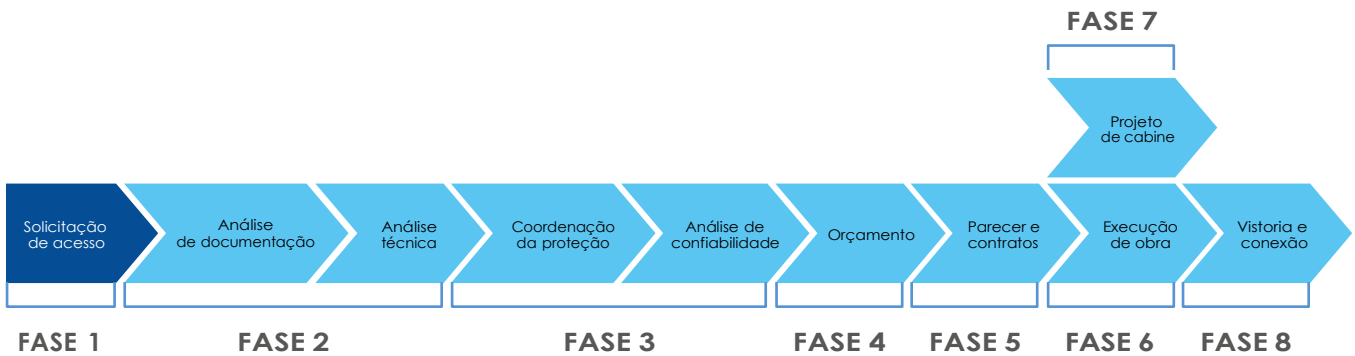 FASE 7
Projeto
de cabine
Solicitação
de acesso
Análise
de documentação
Análise
técnica
Coordenação
da proteção
Análise de
confiabilidade
Orçamento
Parecer e
contratos
Execução
de obra
Vistoria e
conexão
FASE 1
FASE 2
FASE 3
FASE 4
FASE 5
FASE 6
FASE 8